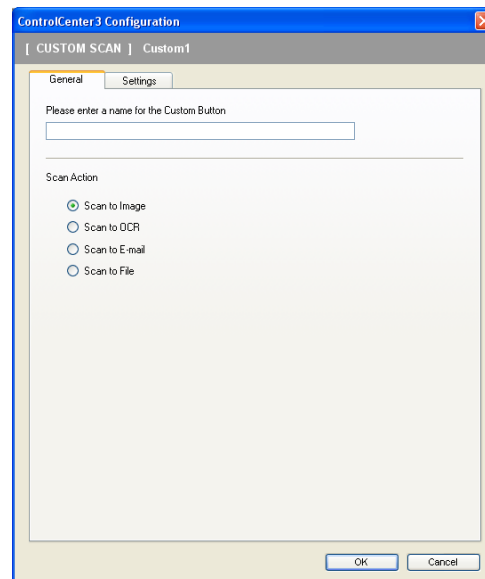 ControlCenter3 Configuration
[ CUSTOM SCAN ] Custom1
General Settings
Please enter a name for the Custom Button
Scan Action
Scan to Image
Scan to OCR
Scan to E-mail
Scan to File
OK Cancel